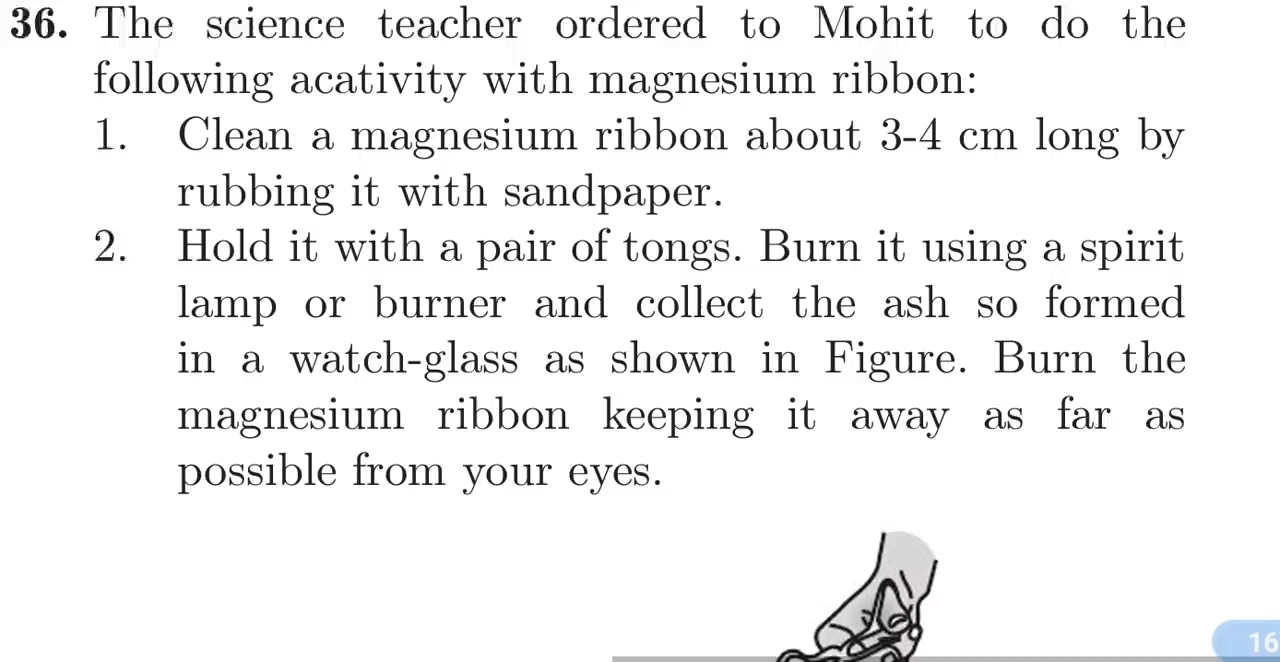 36. The science teacher ordered to Mohit to do the
following acativity with magnesium ribbon:
1. Clean a magnesium ribbon about 3-4 cm long by
rubbing it with sandpaper.
2. Hold it with a pair of tongs. Burn it using a spirit
lamp or burner and collect the ash so formed
in a watch-glass as shown in Figure. Burn the
magnesium ribbon keeping it away as far as
possible from your eyes.
16